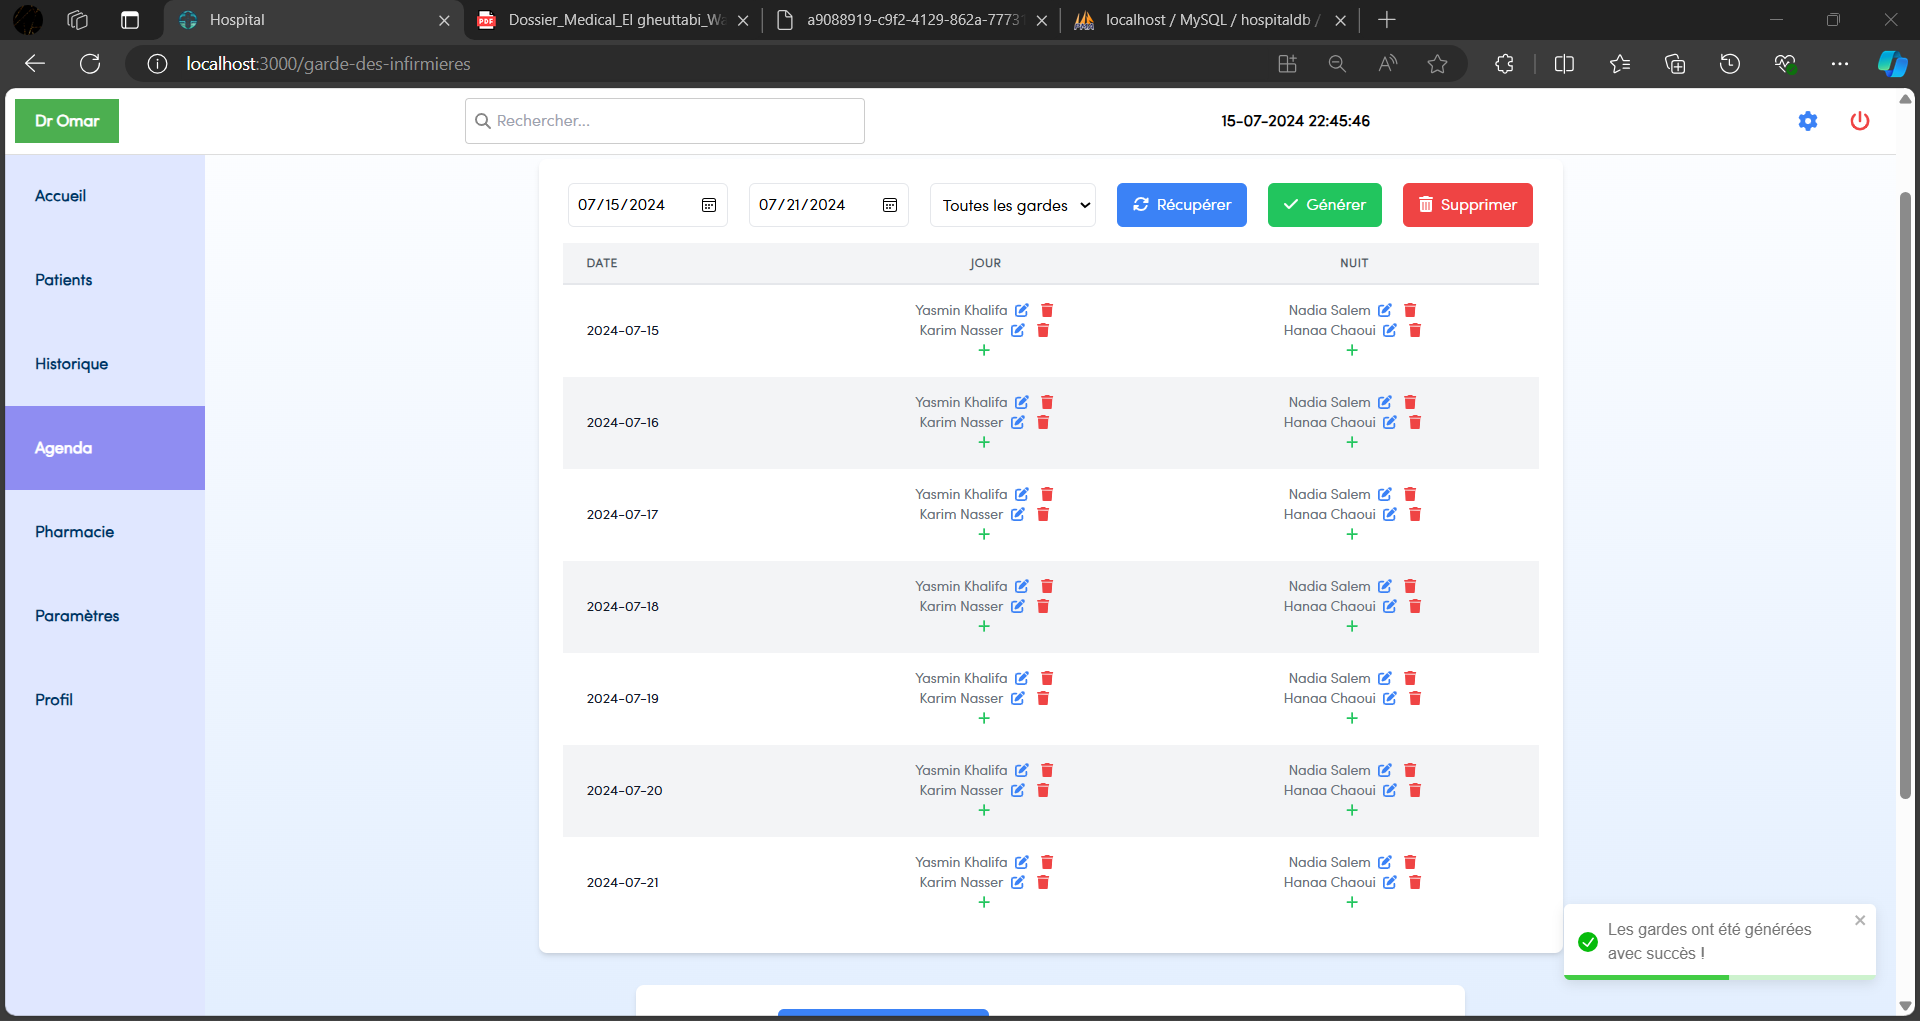 Hospital
Dossier_Medical_El gheuttabi_Wa
a9088919-c9f2-4129-862a-7773
localhost / MySQL / hospitaldb /
localhost:3000/garde-des-infirmieres
Dr Omar
Rechercher...
15-07-2024 22:45:46
Accueil
Patients
Historique
Agenda
Pharmacie
Paramètres
Profil
07/15/2024
07/21/2024
Toutes les gardes
Récupérer
Générer
Supprimer
DATE JOUR NUIT
Yasmin Khalifa Nadia Salem
2024-07-15 Karim Nasser Hanaa Chaoui
+ +
Yasmin Khalifa Nadia Salem
2024-07-16 Karim Nasser Hanaa Chaoui
+ +
Yasmin Khalifa Nadia Salem
2024-07-17 Karim Nasser Hanaa Chaoui
+ +
Yasmin Khalifa Nadia Salem
2024-07-18 Karim Nasser Hanaa Chaoui
+ +
Yasmin Khalifa Nadia Salem
2024-07-19 Karim Nasser Hanaa Chaoui
+ +
Yasmin Khalifa Nadia Salem
2024-07-20 Karim Nasser Hanaa Chaoui
+ +
Yasmin Khalifa Nadia Salem
2024-07-21 Karim Nasser Hanaa Chaoui
+ +
Les gardes ont été générées
avec succès !